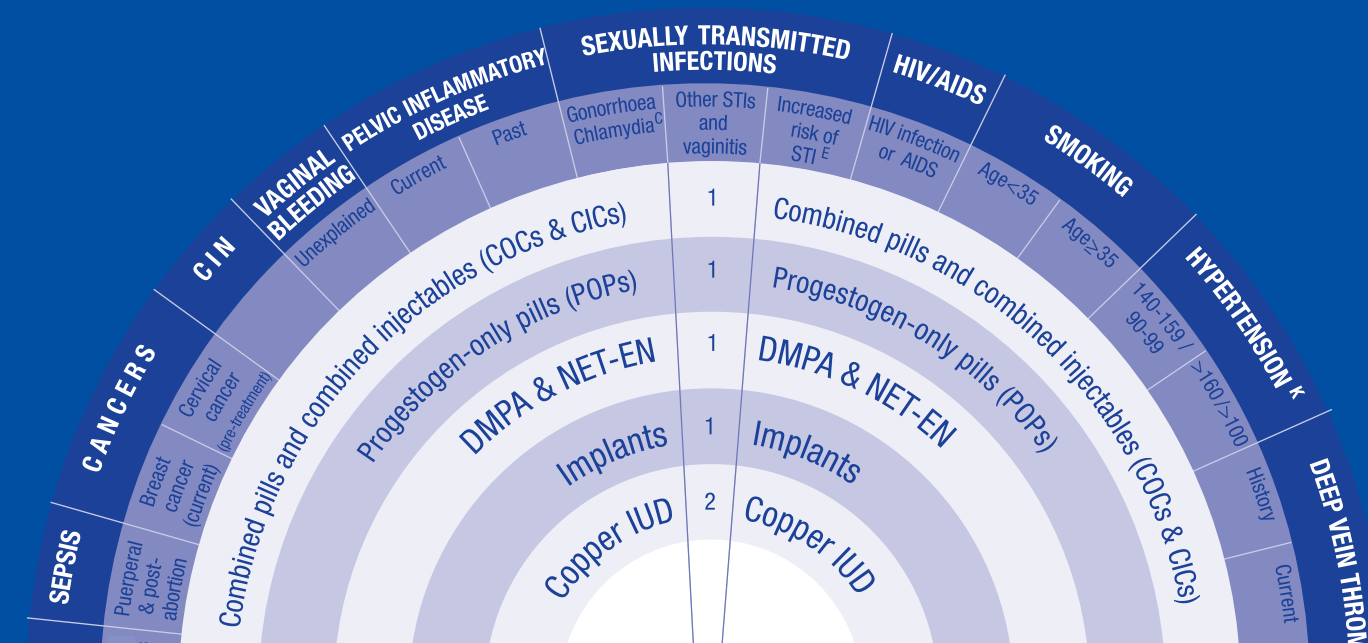 SEXUALLY TRANSMITTED
INFECTIONS
Gonorrhoea
Chlamydia C
Other STIs
and
vaginitis
Increased
risk of
STI E
HIV/AIDS
HIV infection
or AIDS
SMOKING
Age<35
Age≥35
HYPERTENSION K
140-159 /
90-99
>160/>100
DEEP VEIN THROM
History
Current
PELVIC INFLAMMATORY
DISEASE
Current
Past
VAGINAL
BLEEDING
Unexplained
CIN
CANCERS
Cervical
cancer
(pre-treatment)
Breast
cancer
(current)
SEPSIS
Puerperal
& post-
abortion
Combined pills and combined injectables (COCs & CICs)
1
Combined pills and combined injectables (COCs & CICs)
Progestogen-only pills (POPs)
1
Progestogen-only pills (POPs)
DMPA & NET-EN
1
DMPA & NET-EN
Implants
1
Implants
Copper IUD
2
Copper IUD